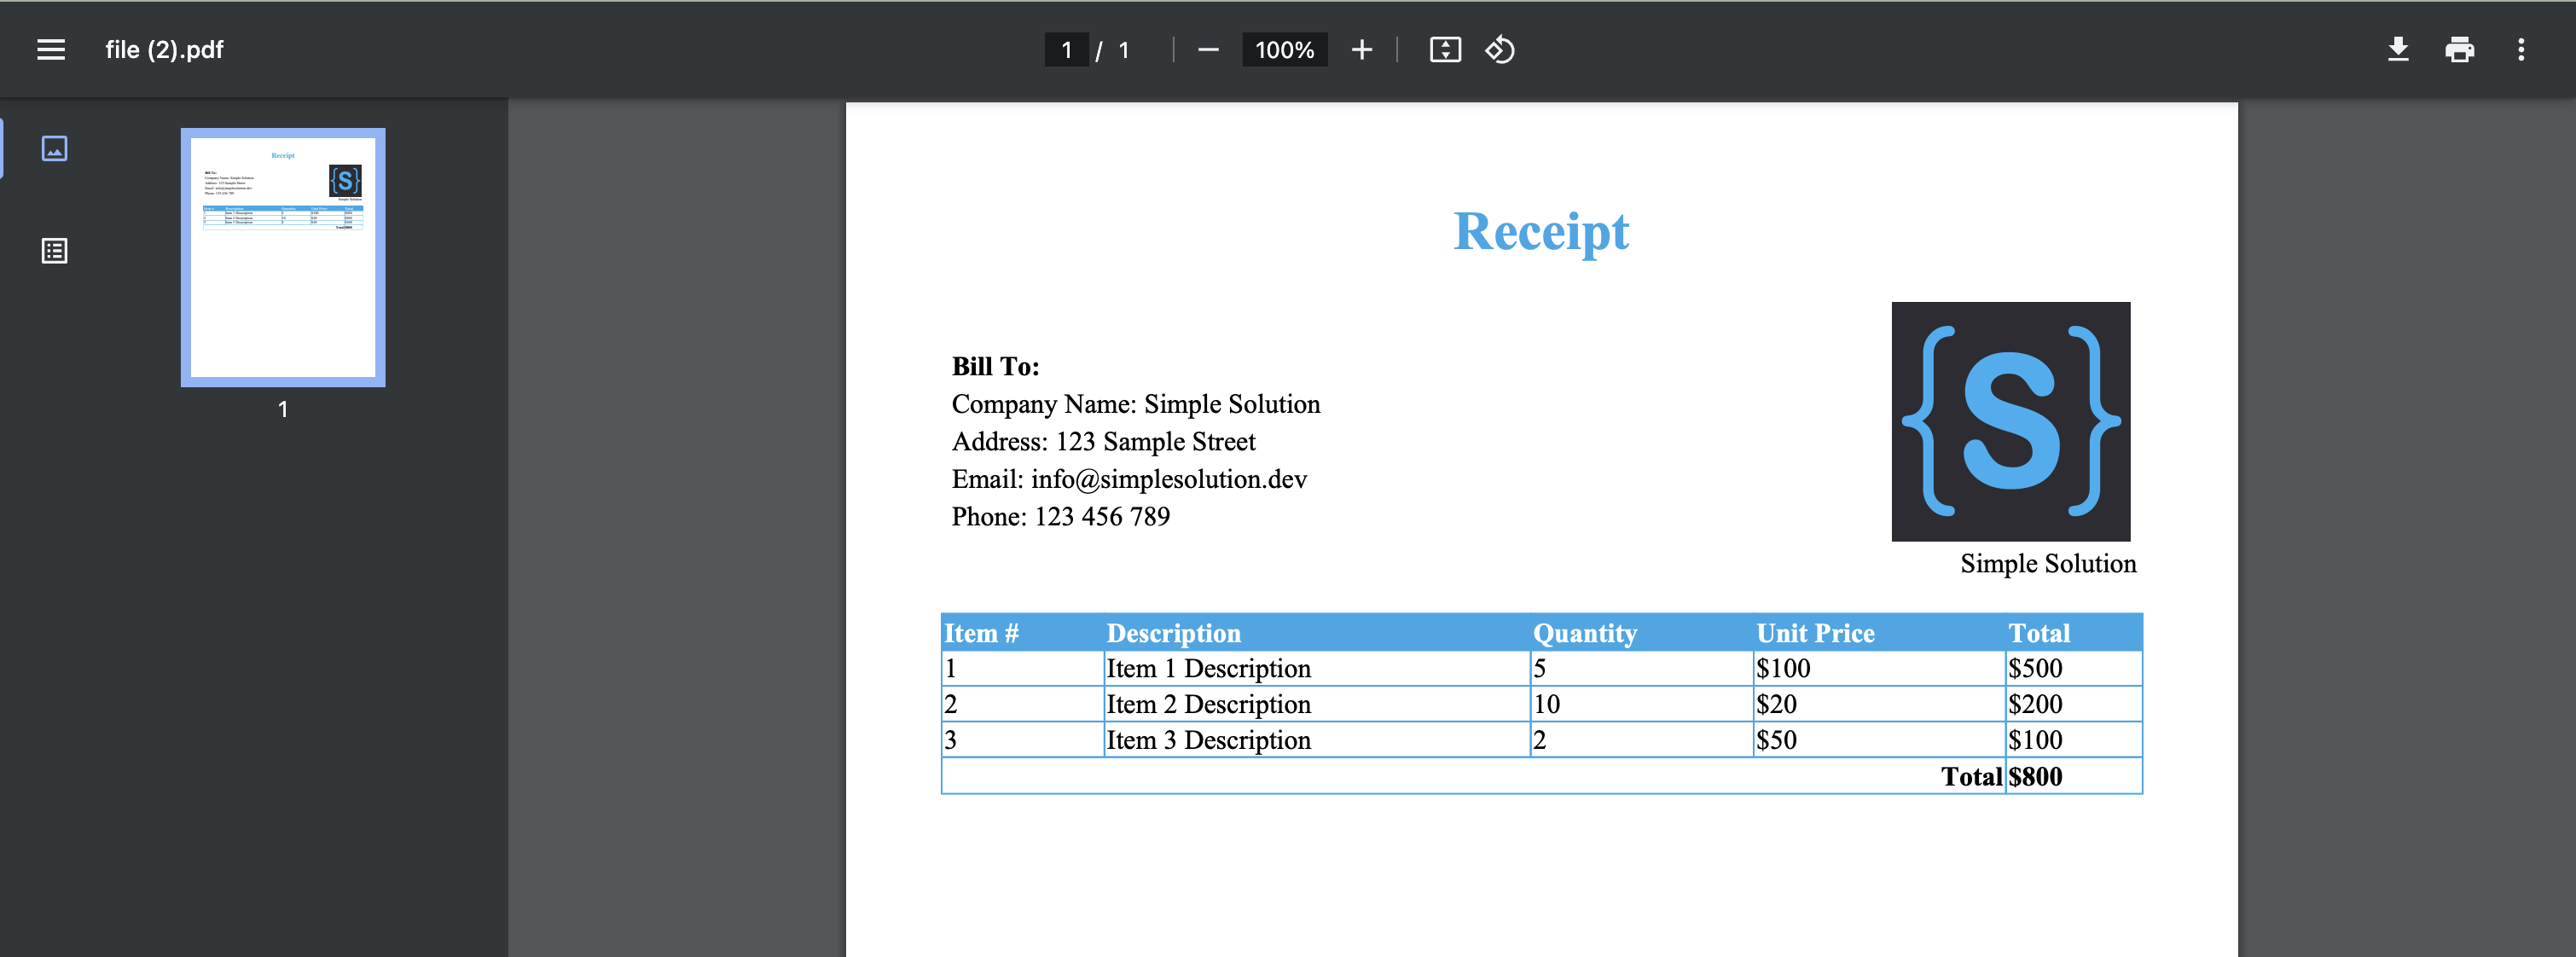 file (2).pdf
1 / 1
100%
1
Receipt
{S}
Bill To:
Company Name: Simple Solution
Address: 123 Sample Street
Email: info@simplesolution.dev
Phone: 123 456 789
Simple Solution
Item # Description Quantity Unit Price Total
1 Item 1 Description 5 $100 $500
2 Item 2 Description 10 $20 $200
3 Item 3 Description 2 $50 $100
Total $800